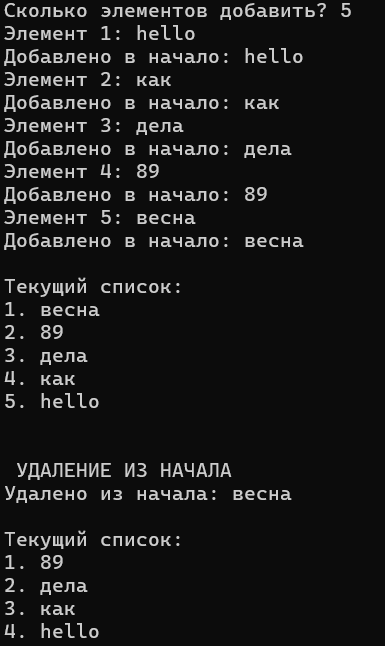 Сколько элементов добавить? 5
Элемент 1: hello
Добавлено в начало: hello
Элемент 2: как
Добавлено в начало: как
Элемент 3: дела
Добавлено в начало: дела
Элемент 4: 89
Добавлено в начало: 89
Элемент 5: весна
Добавлено в начало: весна
Текущий список:
1. весна
2. 89
3. дела
4. как
5. hello
УДАЛЕНИЕ ИЗ НАЧАЛА
Удалено из начала: весна
Текущий список:
1. 89
2. дела
3. как
4. hello